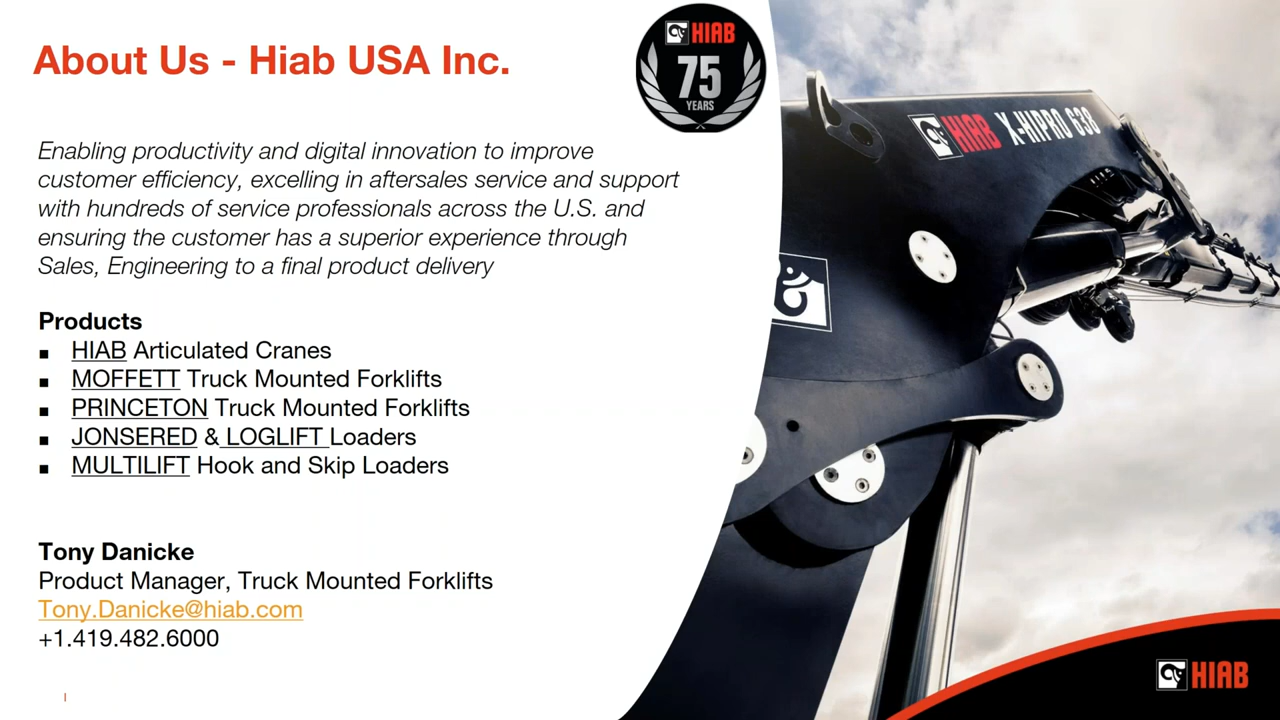 About Us - Hiab USA Inc.
HIAB
75
YEARS
Enabling productivity and digital innovation to improve
customer efficiency, excelling in aftersales service and support
with hundreds of service professionals across the U.S. and
ensuring the customer has a superior experience through
Sales, Engineering to a final product delivery
Products
▪ HIAB Articulated Cranes
▪ MOFFETT Truck Mounted Forklifts
▪ PRINCETON Truck Mounted Forklifts
▪ JONSERED & LOGLIFT Loaders
▪ MULTILIFT Hook and Skip Loaders
Tony Danicke
Product Manager, Truck Mounted Forklifts
Tony.Danicke@hiab.com
+1.419.482.6000
HIAB X-HIPRO 638
HIAB